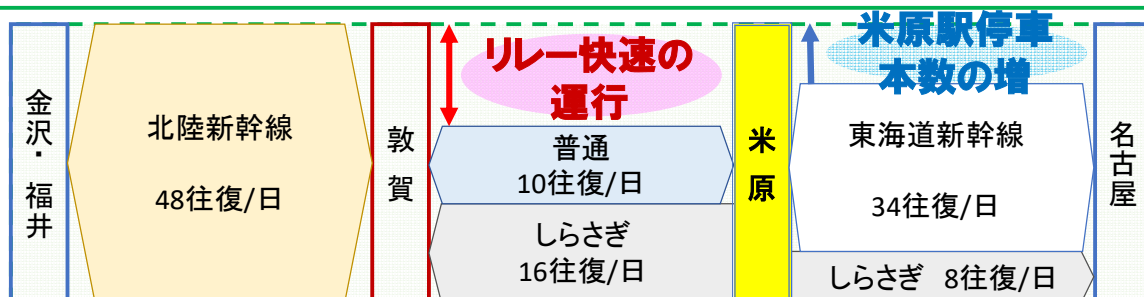 金沢・福井
北陸新幹線
48往復/日
敦賀
リレー快速の
運行
普通
10往復/日
しらさぎ
16往復/日
米原
米原駅停車
本数の増
東海道新幹線
34往復/日
しらさぎ 8往復/日
名古屋